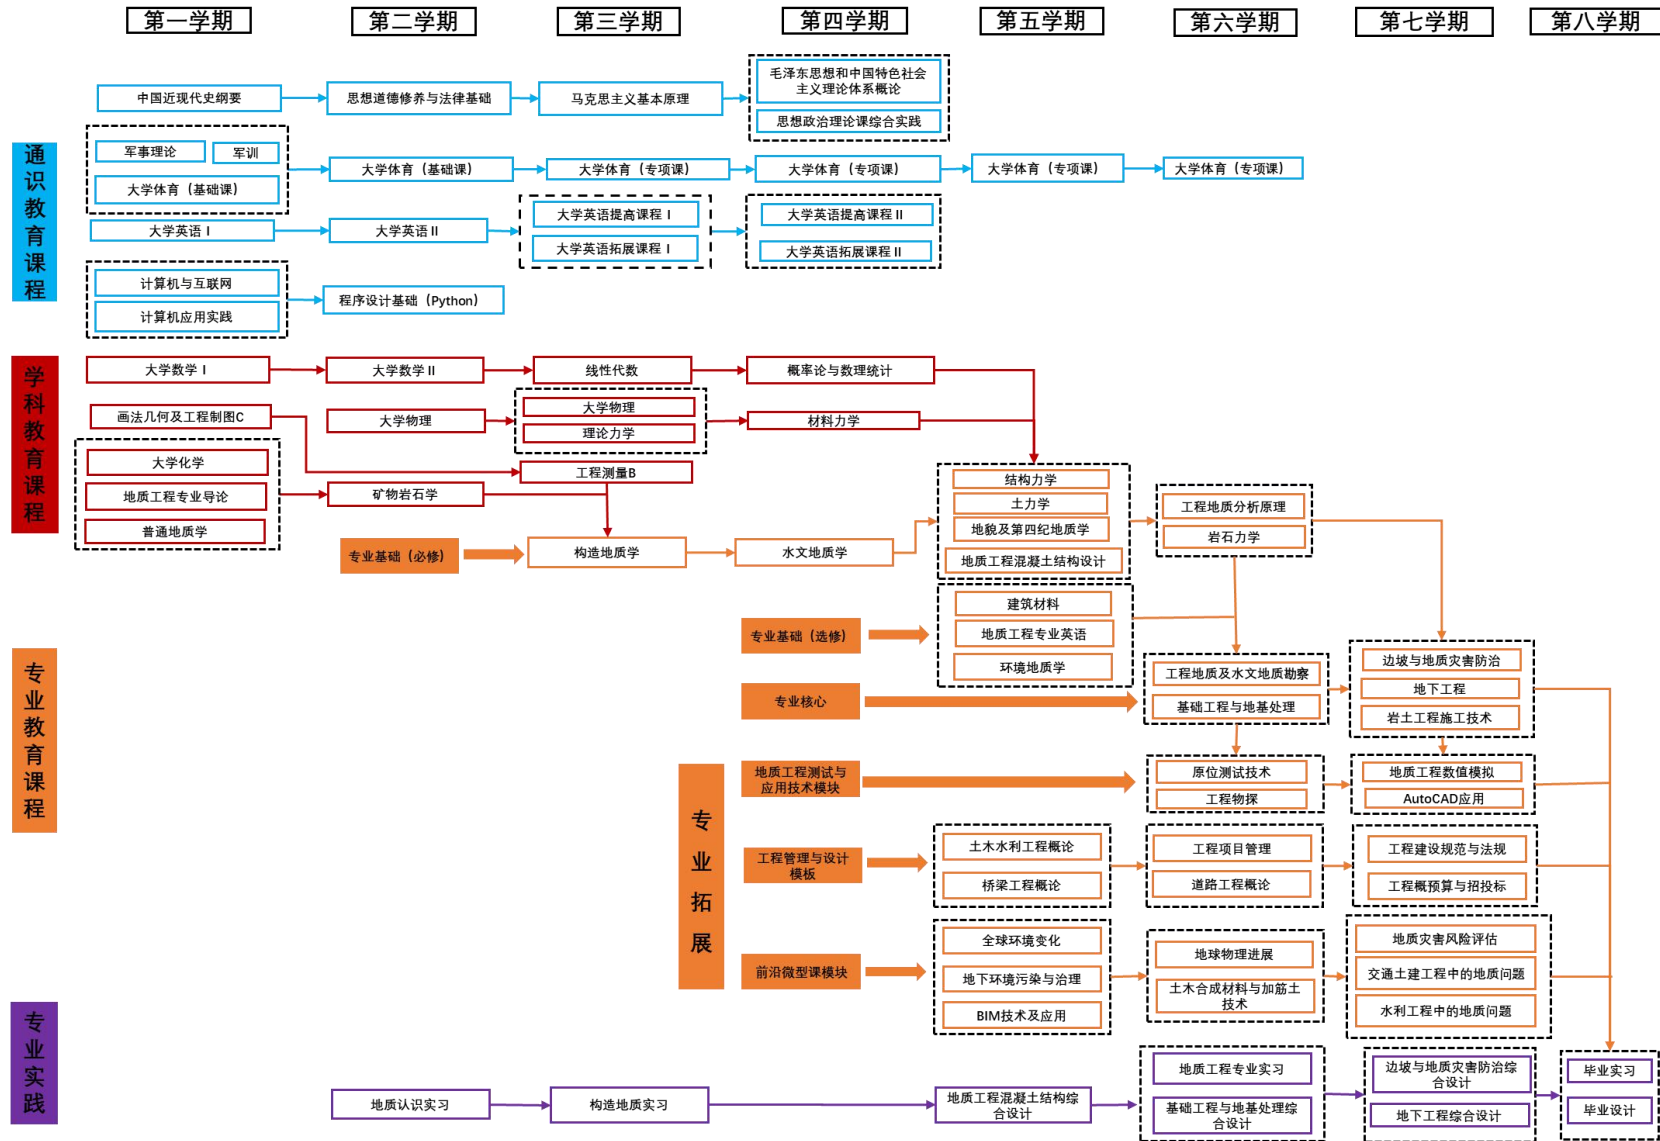 第一学期
第二学期
第三学期
第四学期
第五学期
第六学期
第七学期
第八学期
通识教育课程
中国近现代史纲要
思想道德修养与法律基础
马克思主义基本原理
毛泽东思想和中国特色社会
主义理论体系概论
思想政治理论课综合实践
军事理论
军训
大学体育（基础课）
大学体育（基础课）
大学体育（专项课）
大学体育（专项课）
大学体育（专项课）
大学体育（专项课）
大学英语Ⅰ
大学英语Ⅱ
大学英语提高课程Ⅰ
大学英语拓展课程Ⅰ
大学英语提高课程Ⅱ
大学英语拓展课程Ⅱ
计算机与互联网
计算机应用实践
程序设计基础（Python）
学科教育课程
大学数学Ⅰ
大学数学Ⅱ
线性代数
概率论与数理统计
画法几何及工程制图C
大学物理
大学物理
理论力学
材料力学
大学化学
地质工程专业导论
普通地质学
矿物岩石学
工程测量B
专业教育课程
专业基础（必修）
构造地质学
水文地质学
结构力学
土力学
地貌及第四纪地质学
地质工程混凝土结构设计
工程地质分析原理
岩石力学
专业基础（选修）
建筑材料
地质工程专业英语
环境地质学
专业核心
工程地质及水文地质勘察
基础工程与地基处理
边坡与地质灾害防治
地下工程
岩土工程施工技术
专业拓展
地质工程测试与
应用技术模块
原位测试技术
工程物探
地质工程数值模拟
AutoCAD应用
工程管理与设计
模板
土木水利工程概论
桥梁工程概论
工程项目管理
道路工程概论
工程建设规范与法规
工程概预算与招投标
前沿微型课模块
全球环境变化
地下环境污染与治理
BIM技术及应用
地球物理进展
土木合成材料与加筋土
技术
地质灾害风险评估
交通土建工程中的地质问题
水利工程中的地质问题
专业实践
地质认识实习
构造地质实习
地质工程混凝土结构综
合设计
地质工程专业实习
基础工程与地基处理综
合设计
边坡与地质灾害防治综
合设计
地下工程综合设计
毕业实习
毕业设计